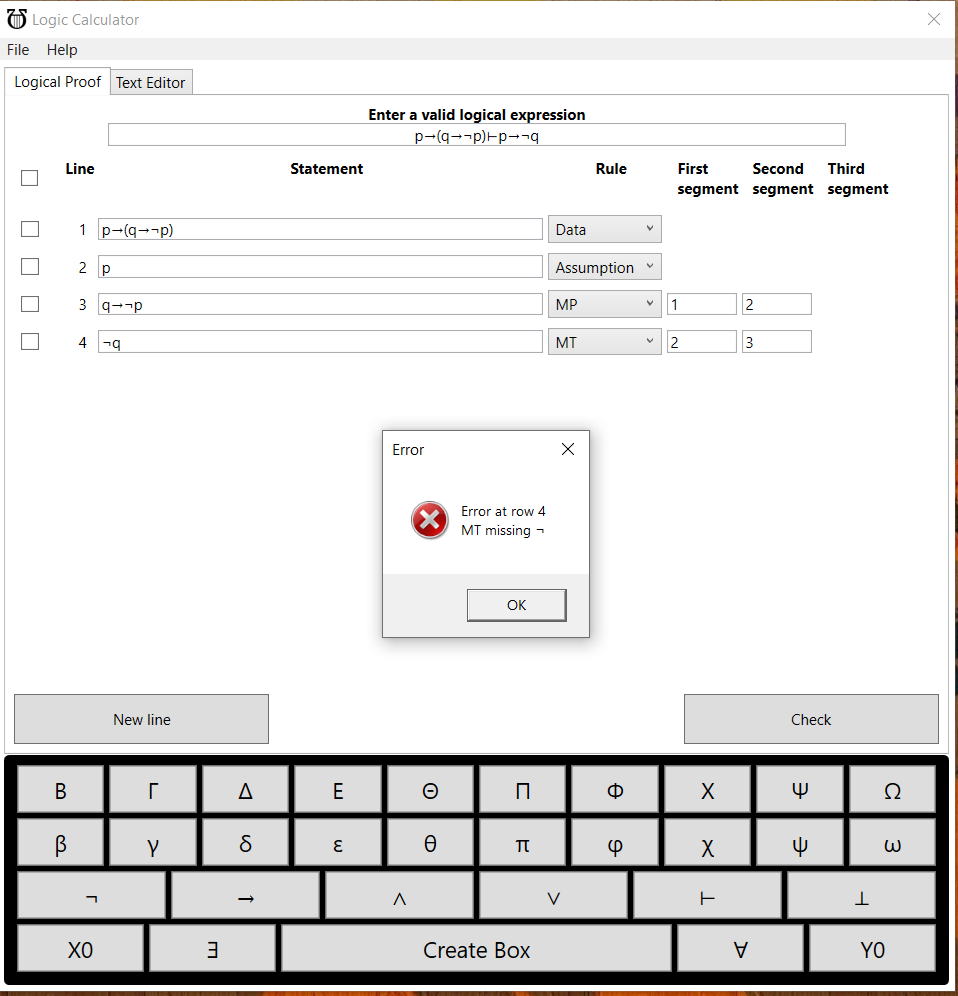 Logic Calculator
File Help
Logical Proof Text Editor
Enter a valid logical expression
p→(q→¬p)⊢p→¬q
Line Statement Rule First segment Second segment Third segment
1 p→(q→¬p) Data
2 p Assumption
3 q→¬p MP 1 2
4 ¬q MT 2 3
Error
Error at row 4
MT missing ¬
OK
New line Check
Β Γ Δ Ε Θ Π Φ Χ Ψ Ω
β γ δ ε θ π φ χ ψ ω
¬ → ∧ ∨ ⊢ ⊥
X0 ∃ Create Box ∀ Y0